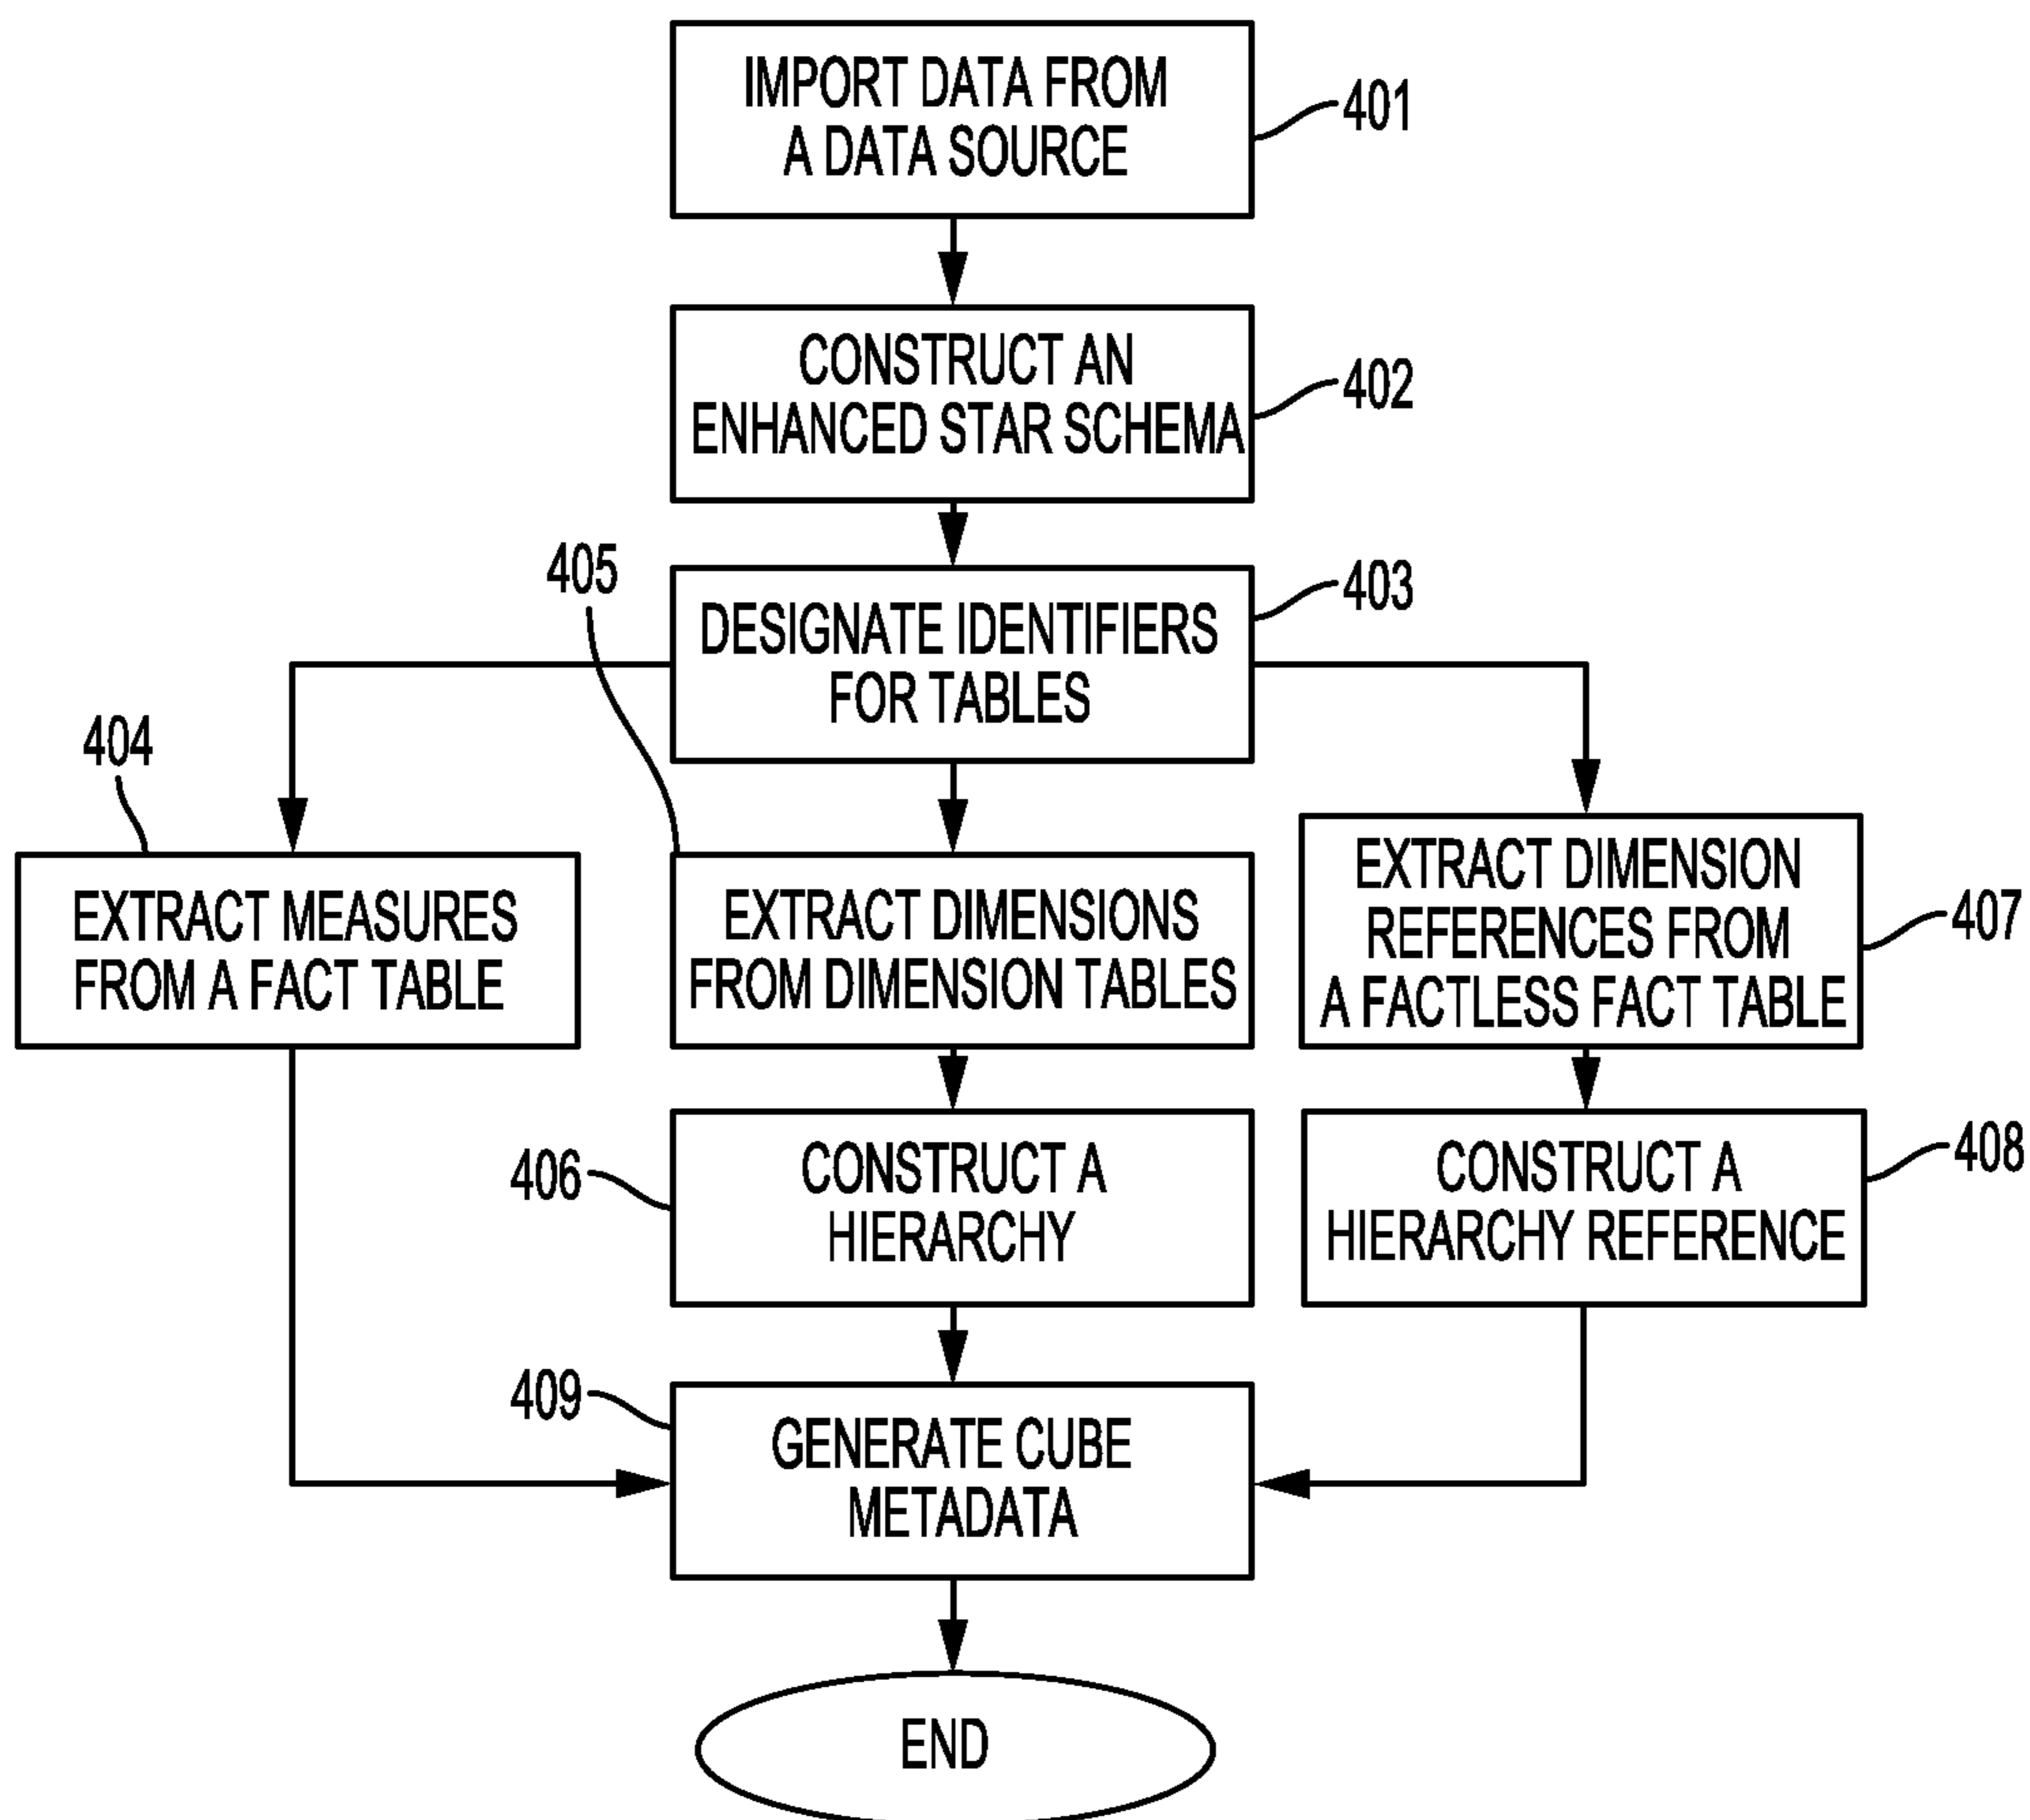 IMPORT DATA FROM
A DATA SOURCE
401
CONSTRUCT AN
ENHANCED STAR SCHEMA
402
405
DESIGNATE IDENTIFIERS
FOR TABLES
403
404
EXTRACT MEASURES
FROM A FACT TABLE
EXTRACT DIMENSIONS
FROM DIMENSION TABLES
EXTRACT DIMENSION
REFERENCES FROM
A FACTLESS FACT TABLE
407
406
CONSTRUCT A
HIERARCHY
CONSTRUCT A
HIERARCHY REFERENCE
408
409
GENERATE CUBE
METADATA
END